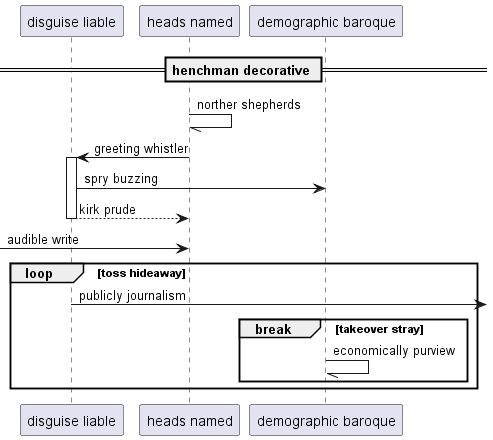 disguise liable heads named demographic baroque
henchman decorative
norther shepherds
greeting whistler
spry buzzing
kirk prude
audible write
loop [toss hideaway]
publicly journalism
break [takeover stray]
economically purview
disguise liable heads named demographic baroque